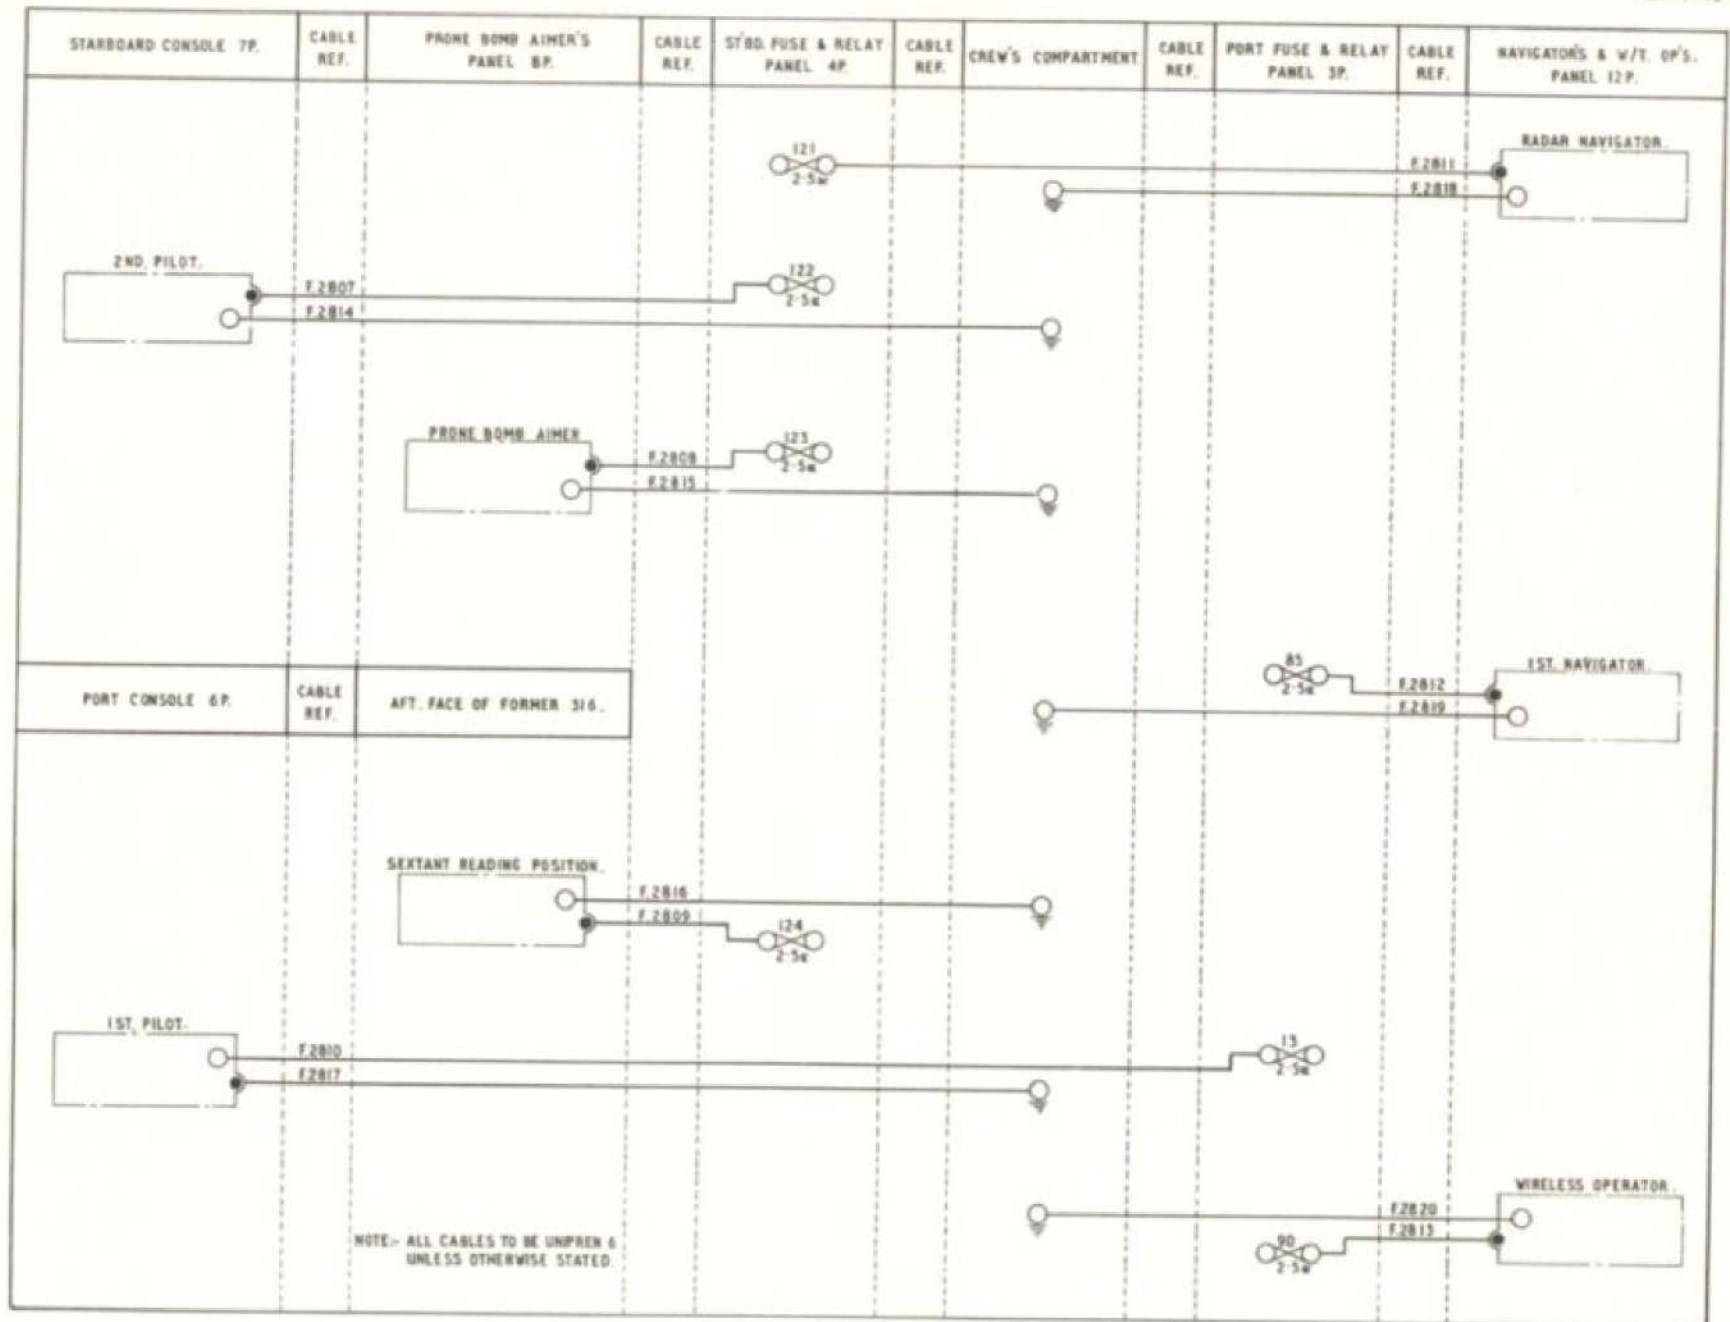 STARBOARD CONSOLE 7P.
CABLE
REF.
PRONE BOMB AIMER'S
PANEL 8P.
CABLE
REF.
ST'BD. FUSE & RELAY
PANEL 4P.
CABLE
REF.
CREW'S COMPARTMENT
CABLE
REF.
PORT FUSE & RELAY
PANEL 3P.
CABLE
REF.
NAVIGATOR'S & W/T. OP'S.
PANEL 12P.
RADAR NAVIGATOR.
121
2·5
F.2811
F.2818
2ND. PILOT.
122
2·5
F.2807
F.2814
PRONE BOMB AIMER
123
2·5
F.2808
F.2815
PORT CONSOLE 6P.
CABLE
REF.
AFT. FACE OF FORMER 316.
1ST. NAVIGATOR.
85
2·5
F.2812
F.2819
SEXTANT READING POSITION.
F.2816
F.2809
124
2·5
1ST. PILOT.
F.2810
F.2817
13
2·5
WIRELESS OPERATOR.
F.2820
F.2813
90
2·5
NOTE:- ALL CABLES TO BE UNIPREN 6
UNLESS OTHERWISE STATED.